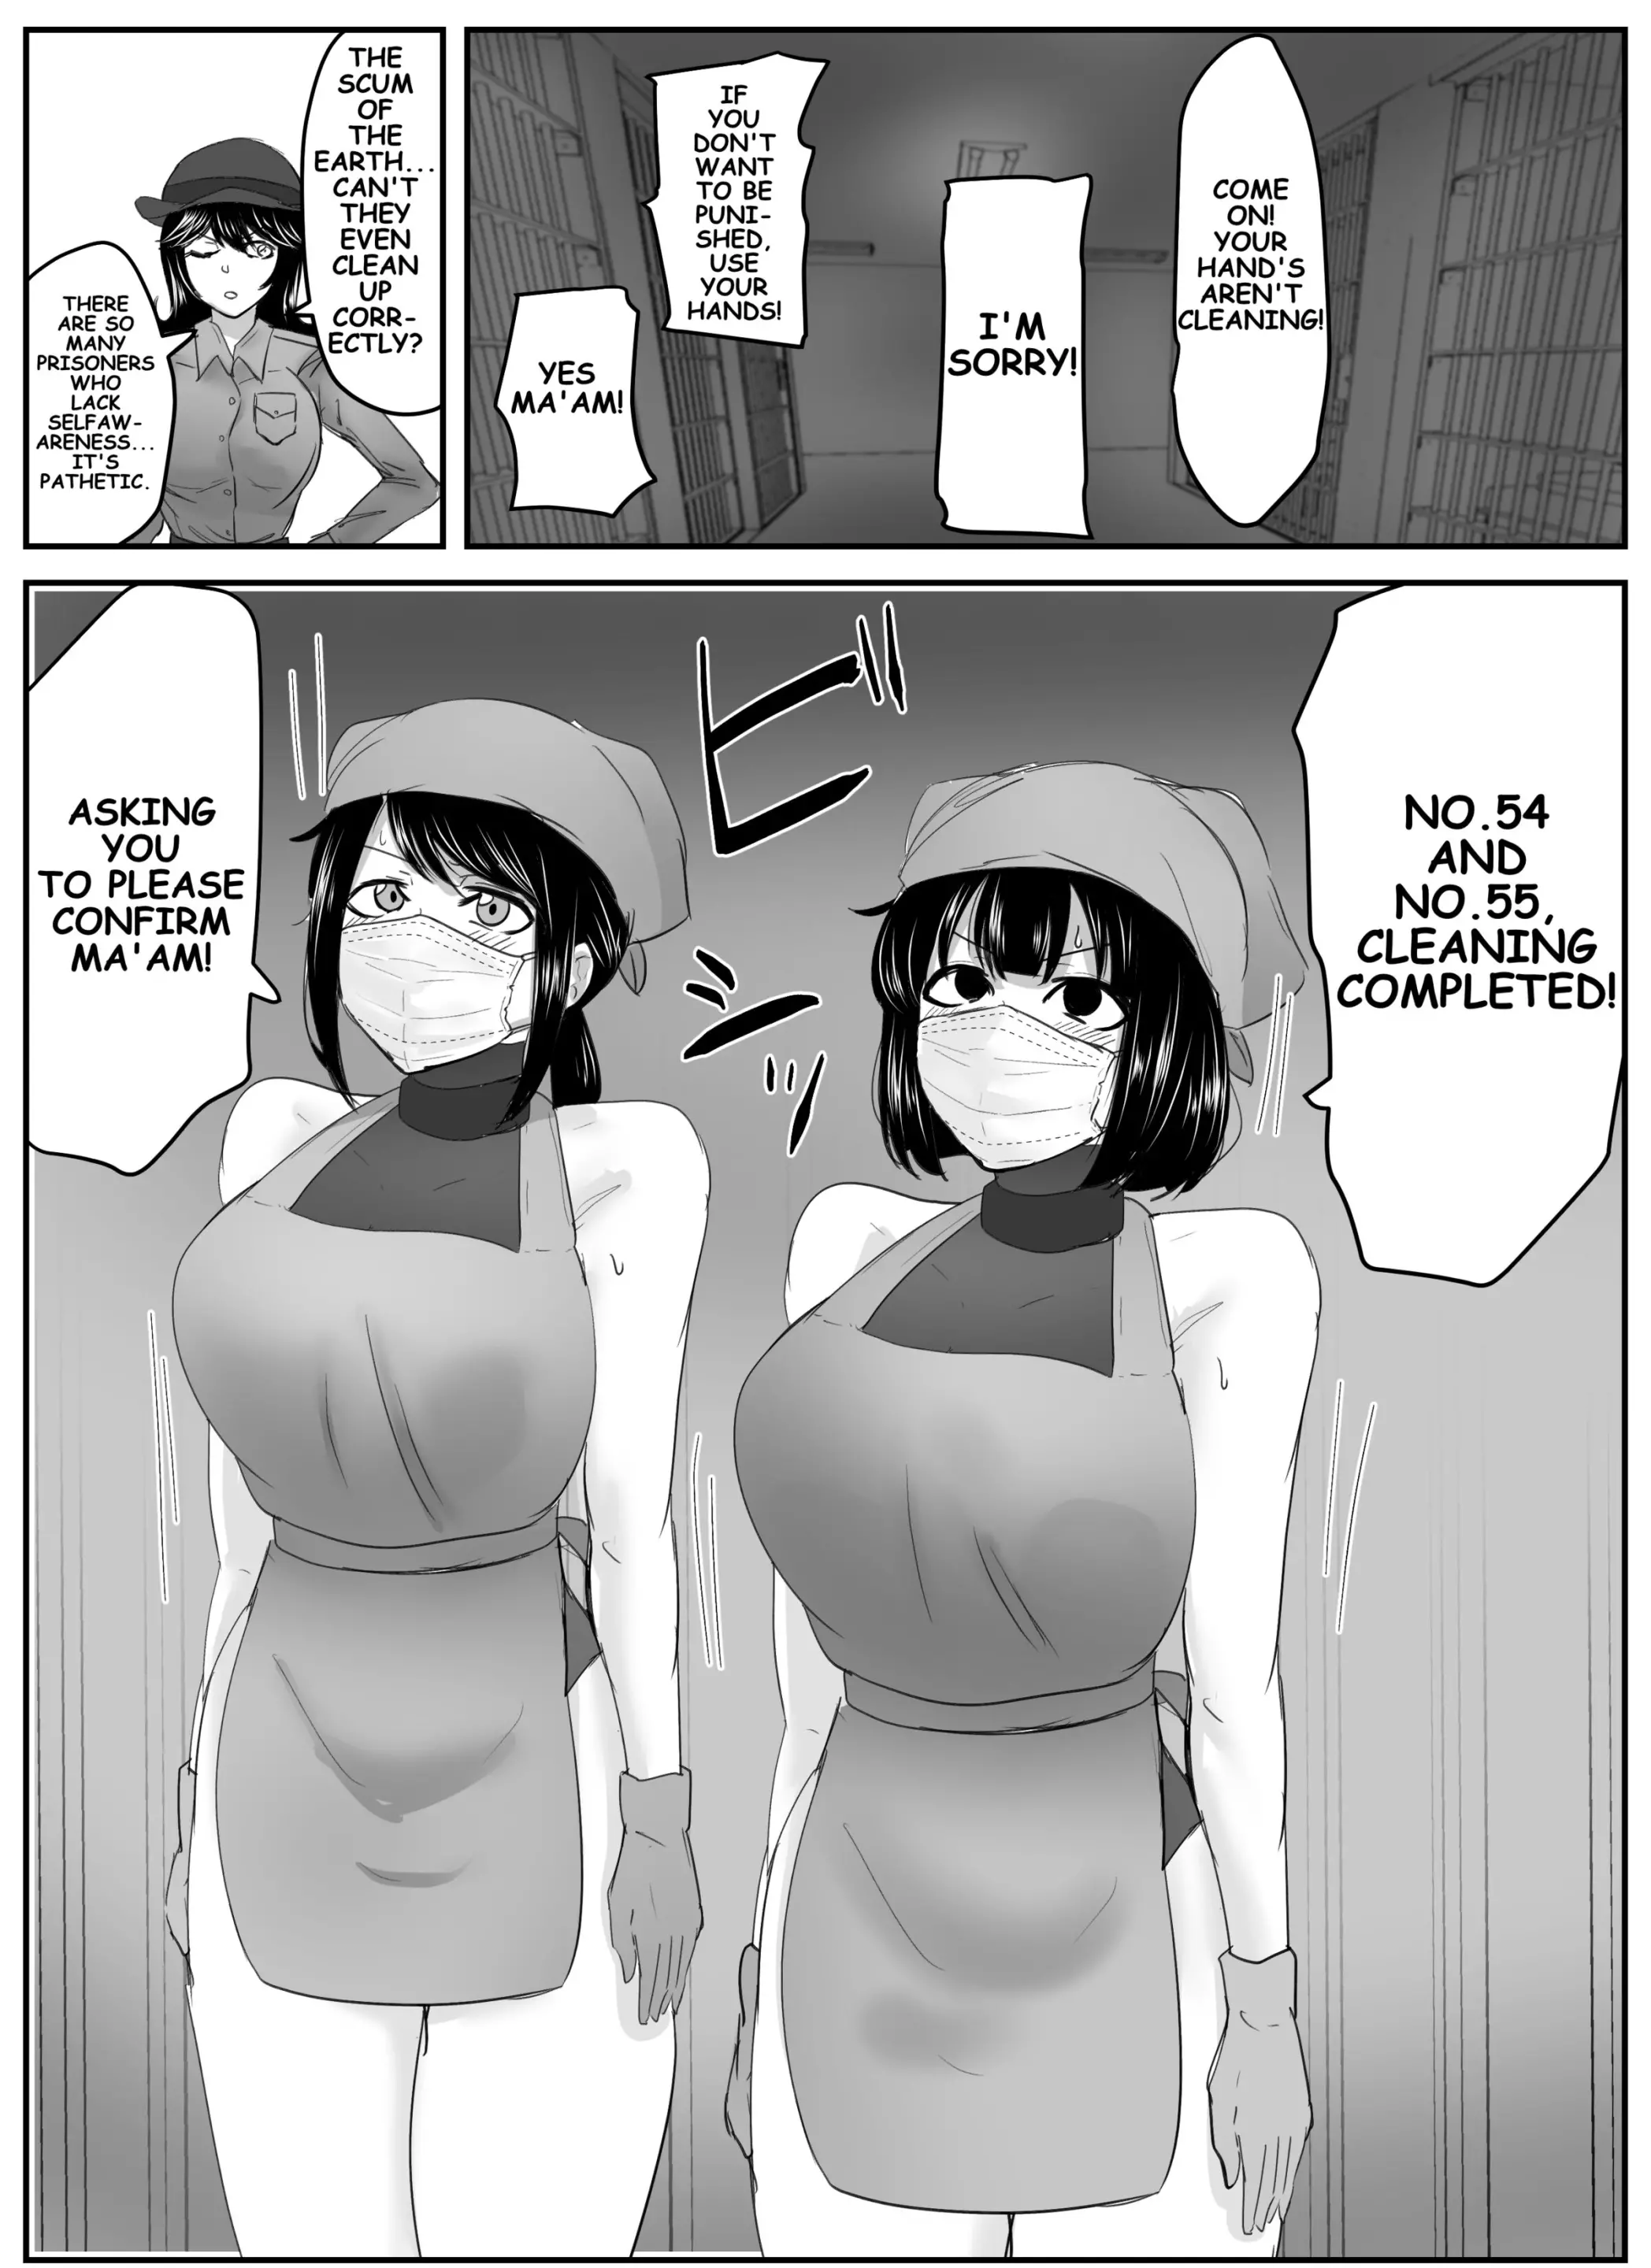 COME
ON!
YOUR
HAND'S
AREN'T
CLEANING!
I'M
SORRY!
IF
YOU
DON'T
WANT
TO BE
PUNI-
SHED,
USE
YOUR
HANDS!
YES
MA'AM!
THE
SCUM
OF
THE
EARTH...
CAN'T
THEY
EVEN
CLEAN
UP
CORR-
ECTLY?
THERE
ARE SO
MANY
PRISONERS
WHO
LACK
SELFAW-
ARENESS...
IT'S
PATHETIC.
NO.54
AND
NO.55,
CLEANING
COMPLETED!
ビシッ
ASKING
YOU
TO PLEASE
CONFIRM
MA'AM!